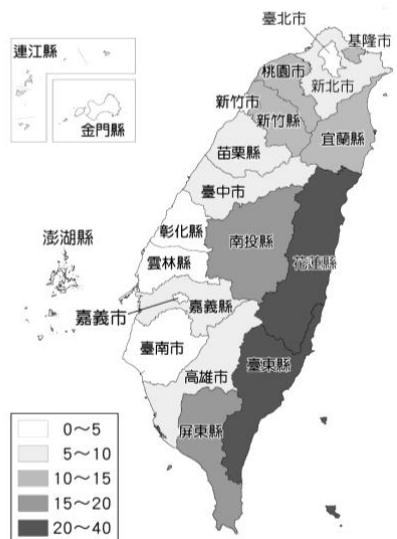 臺北市
基隆市
連江縣
桃園市
新北市
新竹市
新竹縣
金門縣
宜蘭縣
苗栗縣
臺中市
彰化縣
澎湖縣
南投縣
雲林縣
花蓮縣
嘉義縣
嘉義市
臺南市
臺東縣
高雄市
屏東縣
0～5
5～10
10～15
15～20
20～40